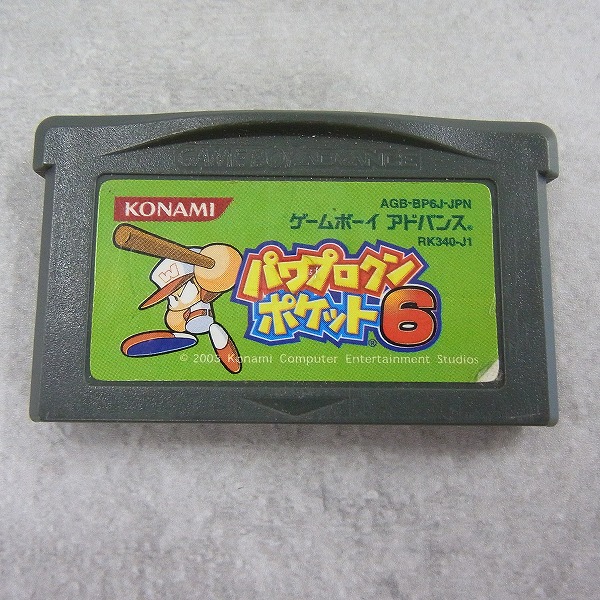 GAME BOY ADVANCE
KONAMI
AGB-BP6J-JPN
ゲームボーイ アドバンス®
RK340-J1
パワプロクン
ポケット6®
© 2003 Konami Computer Entertainment Studios